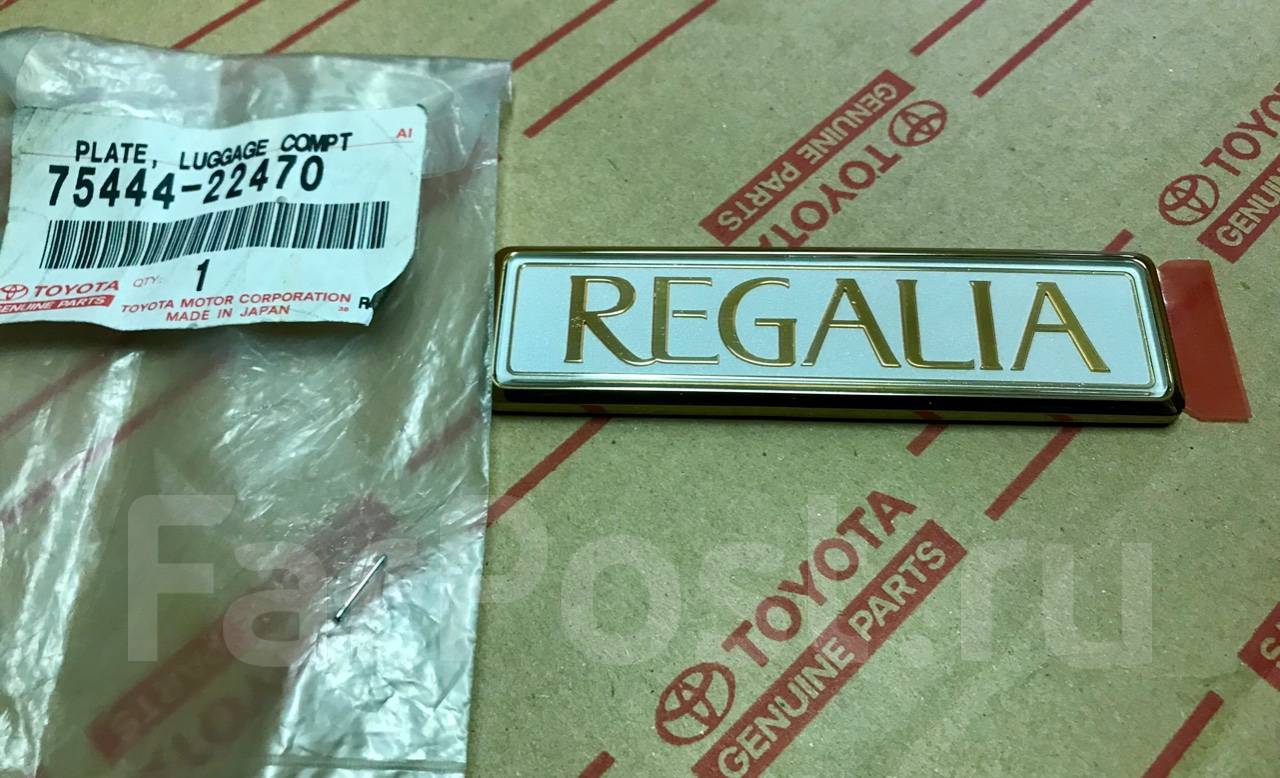 PLATE, LUGGAGE COMPT
AI
75444-22470
QTY. 1
TOYOTA
GENUINE PARTS
TOYOTA MOTOR CORPORATION
MADE IN JAPAN
REGALIA
GENUINE PARTS
TOYOTA
TOYOTA
GENUINE
TOYOTA
GENUINE PARTS
FarPost.ru